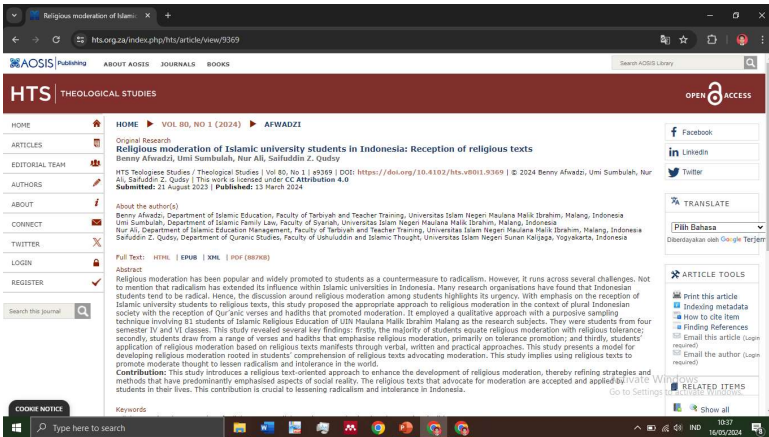 Religious moderation of Islamic
hts.org.za/index.php/hts/article/view/9369
AOSIS Publishing
ABOUT AOSIS JOURNALS BOOKS
Search AOSIS Library
HTS THEOLOGICAL STUDIES
OPEN ACCESS
HOME
ARTICLES
EDITORIAL TEAM
AUTHORS
ABOUT
CONNECT
TWITTER
LOGIN
REGISTER
Search this journal
COOKIE NOTICE
HOME VOL 80, NO 1 (2024) AFWADZI
Original Research
Religious moderation of Islamic university students in Indonesia: Reception of religious texts
Benny Afwadzi, Umi Sumbulah, Nur Ali, Saifuddin Z. Qudsy
HTS Teologiese Studies / Theological Studies | Vol 80, No 1 | a9369 | DOI: https://doi.org/10.4102/hts.v80i1.9369 | © 2024 Benny Afwadzi, Umi Sumbulah, Nur
Ali, Saifuddin Z. Qudsy | This work is licensed under CC Attribution 4.0
Submitted: 21 August 2023 | Published: 13 March 2024
About the author(s)
Benny Afwadzi, Department of Islamic Education, Faculty of Tarbiyah and Teacher Training, Universitas Islam Negeri Maulana Malik Ibrahim, Malang, Indonesia
Umi Sumbulah, Department of Islamic Family Law, Faculty of Syariah, Universitas Islam Negeri Maulana Malik Ibrahim, Malang, Indonesia
Nur Ali, Department of Islamic Education Management, Faculty of Tarbiyah and Teacher Training, Universitas Islam Negeri Maulana Malik Ibrahim, Malang, Indonesia
Saifuddin Z. Qudsy, Department of Quranic Studies, Faculty of Ushuluddin and Islamic Thought, Universitas Islam Negeri Sunan Kalijaga, Yogyakarta, Indonesia
Full Text: HTML | EPUB | XML | PDF (887KB)
Abstract
Religious moderation has been popular and widely promoted to students as a countermeasure to radicalism. However, it runs across several challenges. Not
to mention that radicalism has extended its influence within Islamic universities in Indonesia. Many research organisations have found that Indonesian
students tend to be radical. Hence, the discussion around religious moderation among students highlights its urgency. With emphasis on the reception of
Islamic university students to religious texts, this study proposed the appropriate approach to religious moderation in the context of plural Indonesian
society with the reception of Qur'anic verses and hadiths that promoted moderation. It employed a qualitative approach with a purposive sampling
technique involving 81 students of Islamic Religious Education of UIN Maulana Malik Ibrahim Malang as the research subjects. They were students from four
semester IV and VI classes. This study revealed several key findings: firstly, the majority of students equate religious moderation with religious tolerance;
secondly, students draw from a range of verses and hadiths that emphasise religious moderation, primarily on tolerance promotion; and thirdly, students'
application of religious moderation based on religious texts manifests through verbal, written and practical approaches. This study presents a model for
developing religious moderation rooted in students' comprehension of religious texts advocating moderation. This study implies using religious texts to
promote moderate thought to lessen radicalism and intolerance in the world.
Contribution: This study introduces a religious text-oriented approach to enhance the development of religious moderation, thereby refining strategies and
methods that have predominantly emphasised aspects of social reality. The religious texts that advocate for moderation are accepted and applied by
students in their lives. This contribution is crucial to lessening radicalism and intolerance in Indonesia.
Keywords
Facebook
LinkedIn
Twitter
TRANSLATE
Pilih Bahasa
Diberdayakan oleh Google Terjem
ARTICLE TOOLS
Print this article
Indexing metadata
How to cite item
Finding References
Email this article (Login
required)
Email the author (Login
required)
RELATED ITEMS
Show all
Activate Windows
Go to Settings to activate Windows.
Type here to search
IND
10:37
16/05/2024